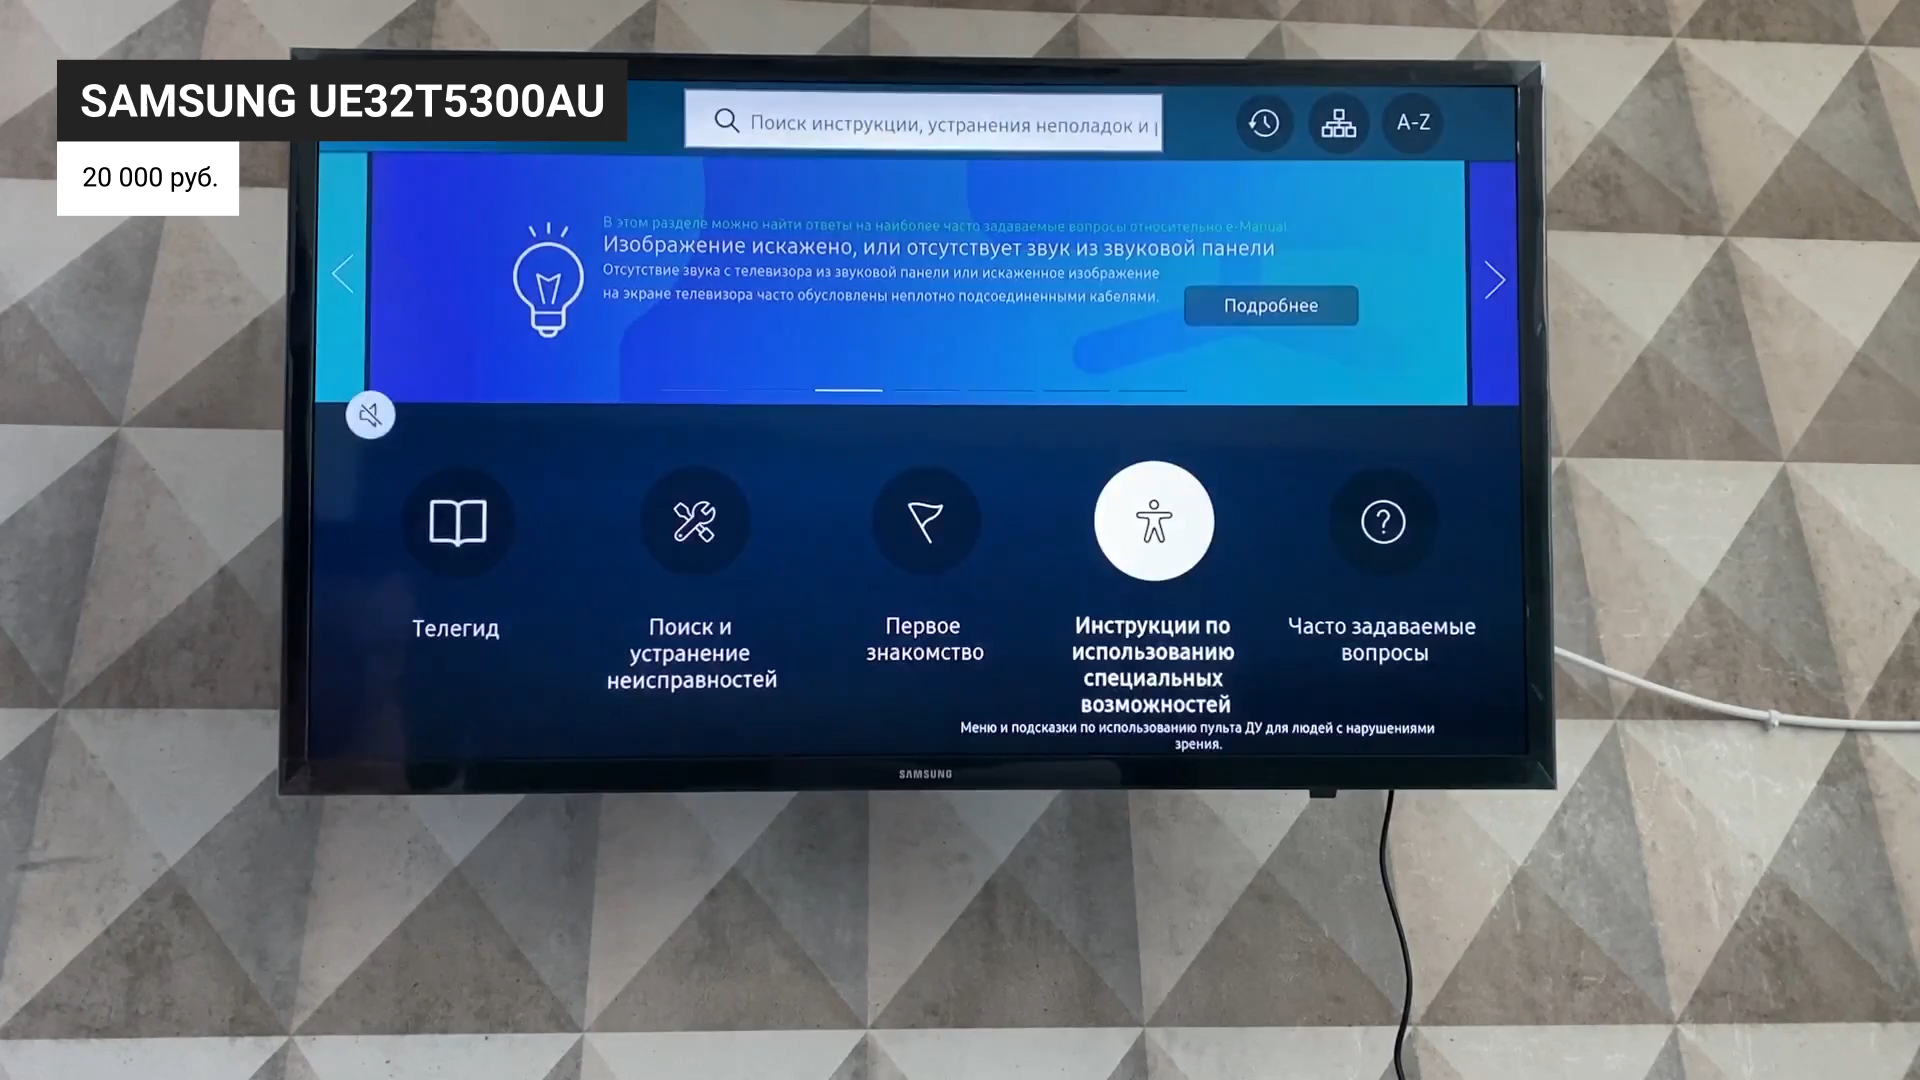 SAMSUNG UE32T5300AU
20 000 руб.
Поиск инструкции, устранения неполадок и
A-Z
В этом разделе можно найти ответы на наиболее часто задаваемые вопросы относительно e-Manual
Изображение искажено, или отсутствует звук из звуковой панели
Отсутствие звука с телевизора из звуковой панели или искаженное изображение
на экране телевизора часто обусловлены неплотно подсоединенными кабелями.
Подробнее
Телегид
Поиск и
устранение
неисправностей
Первое
знакомство
Инструкции по
использованию
специальных
возможностей
Меню и подсказки по использованию пульта ДУ для людей с нарушениями
зрения.
Часто задаваемые
вопросы
SAMSUNG